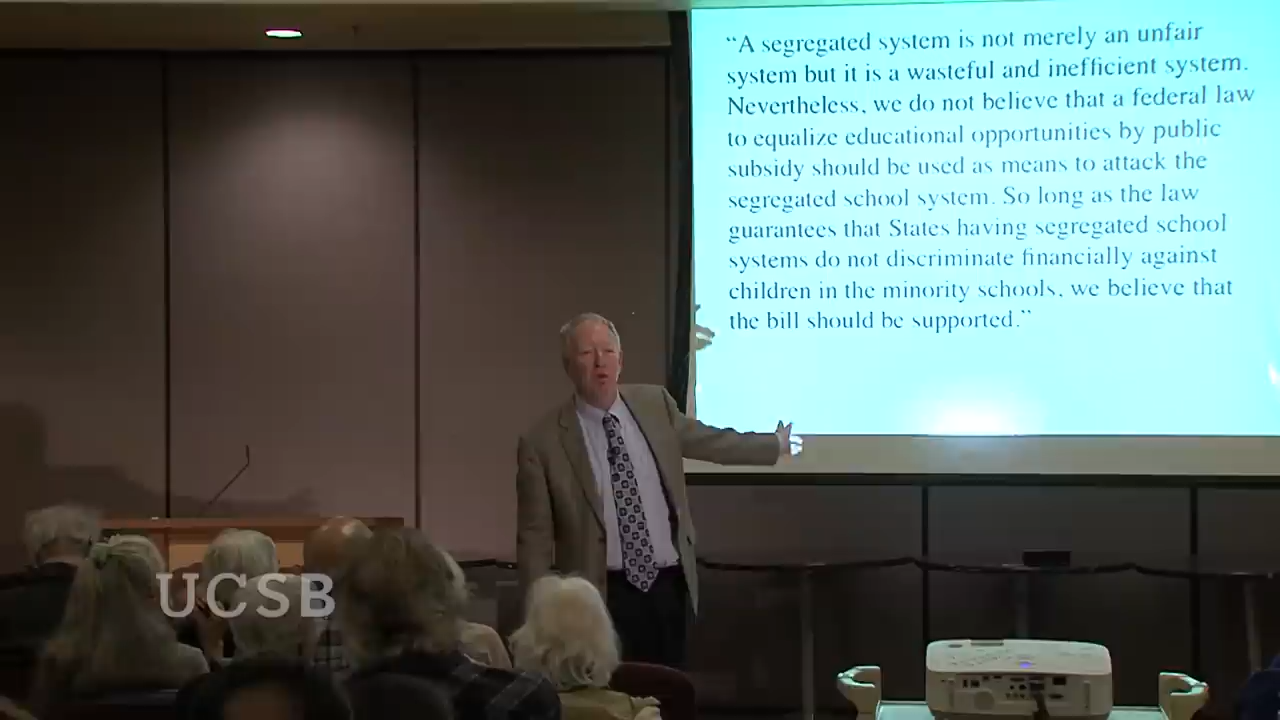 “A segregated system is not merely an unfair
system but it is a wasteful and inefficient system.
Nevertheless, we do not believe that a federal law
to equalize educational opportunities by public
subsidy should be used as means to attack the
segregated school system. So long as the law
guarantees that States having segregated school
systems do not discriminate financially against
children in the minority schools, we believe that
the bill should be supported.”
UCSB